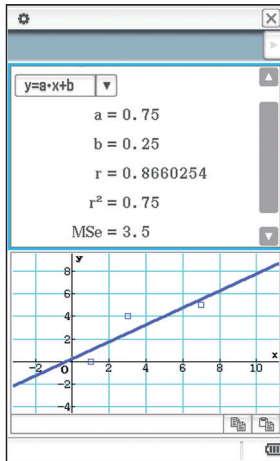 y=a•x+b
a = 0.75
b = 0.25
r = 0.8660254
r² = 0.75
MSe = 3.5
y
8
6
4
2
-2 O 2 4 6 8 10 x
-2
-4